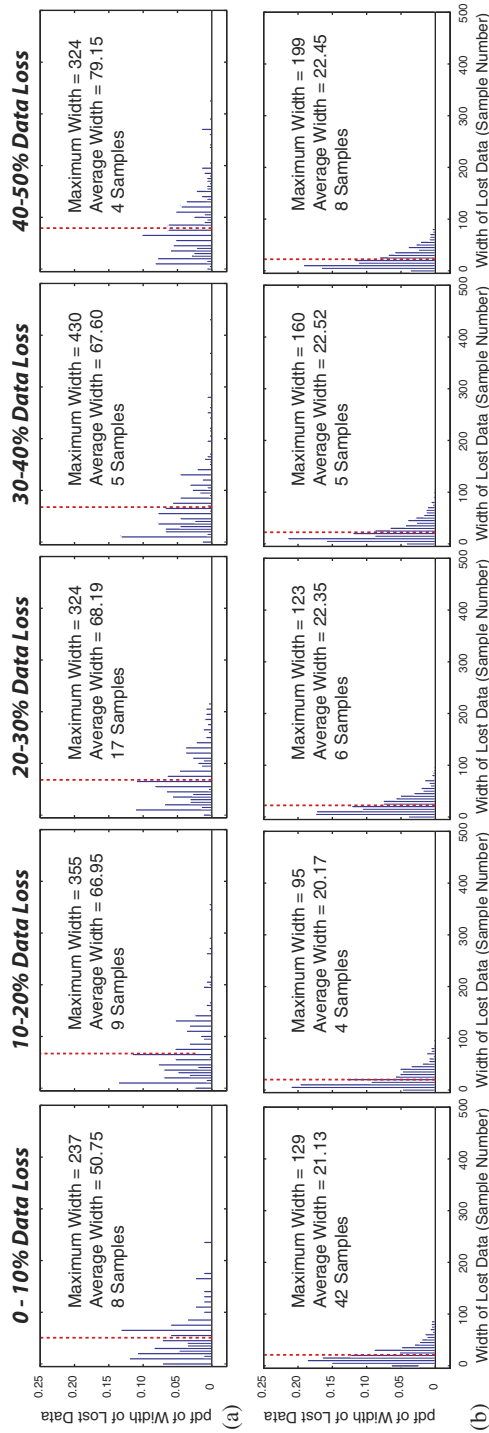 0 - 10% Data Loss
10-20% Data Loss
20-30% Data Loss
30-40% Data Loss
40-50% Data Loss
pdf of Width of Lost Data
0.25
0.20
0.15
0.10
0.05
0
Maximum Width = 237
Average Width = 50.75
8 Samples
Maximum Width = 355
Average Width = 66.95
9 Samples
Maximum Width = 324
Average Width = 68.19
17 Samples
Maximum Width = 430
Average Width = 67.60
5 Samples
Maximum Width = 324
Average Width = 79.15
4 Samples
(a)
pdf of Width of Lost Data
0.25
0.20
0.15
0.10
0.05
0
Maximum Width = 129
Average Width = 21.13
42 Samples
Maximum Width = 95
Average Width = 20.17
4 Samples
Maximum Width = 123
Average Width = 22.35
6 Samples
Maximum Width = 160
Average Width = 22.52
5 Samples
Maximum Width = 199
Average Width = 22.45
8 Samples
0 100 200 300 400 500
0 100 200 300 400 500
0 100 200 300 400 500
0 100 200 300 400 500
0 100 200 300 400 500
Width of Lost Data (Sample Number)
Width of Lost Data (Sample Number)
Width of Lost Data (Sample Number)
Width of Lost Data (Sample Number)
Width of Lost Data (Sample Number)
(b)